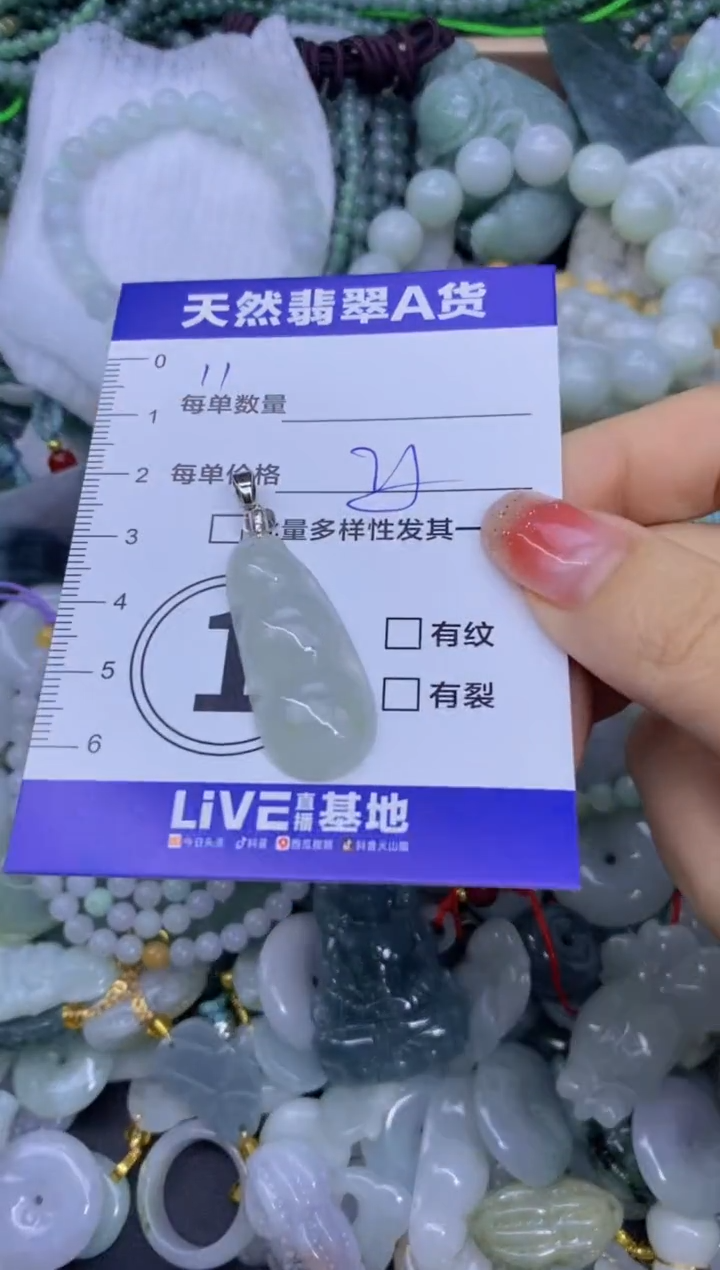 天然翡翠A货
0
11
每单数量
1
2 每单价格
3 量多样性发其一
4
1
有纹
5
有裂
6
LiVE直播基地
今日头条 抖音 西瓜视频 抖音火山版